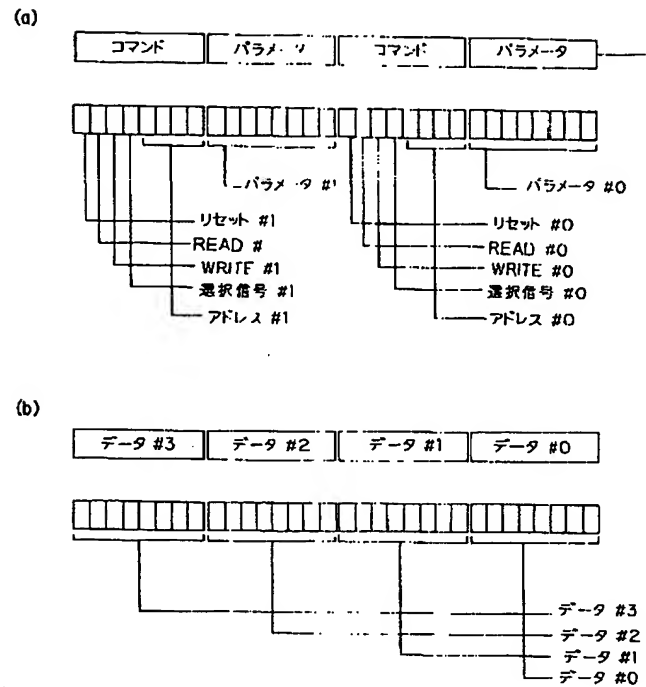 (a)
コマンド パラメータ コマンド パラメータ
パラメータ #1 パラメータ #0
リセット #1 リセット #0
READ # READ #0
WRITE #1 WRITE #0
選択信号 #1 選択信号 #0
アドレス #1 アドレス #0
(b)
データ #3 データ #2 データ #1 データ #0
データ #3
データ #2
データ #1
データ #0